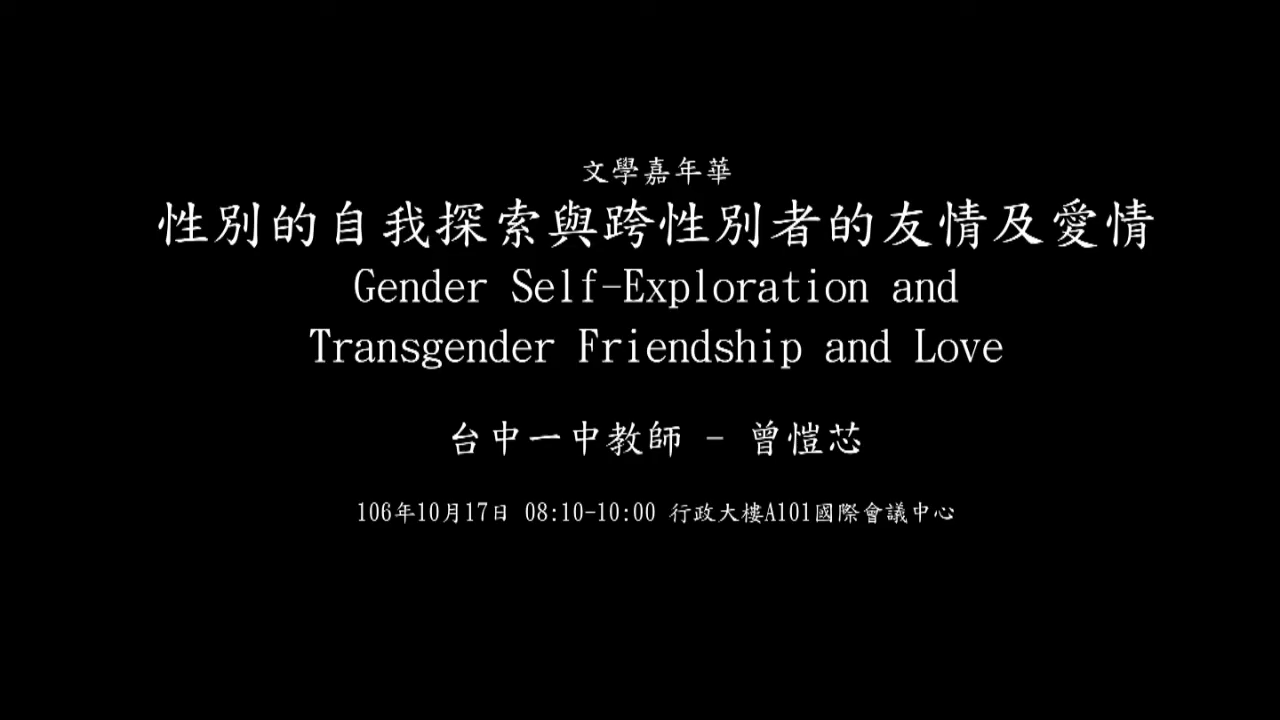 文學嘉年華
性別的自我探索與跨性別者的友情及愛情
Gender Self-Exploration and
Transgender Friendship and Love
台中一中教師 - 曾愷芯
106年10月17日 08:10-10:00 行政大樓A101國際會議中心